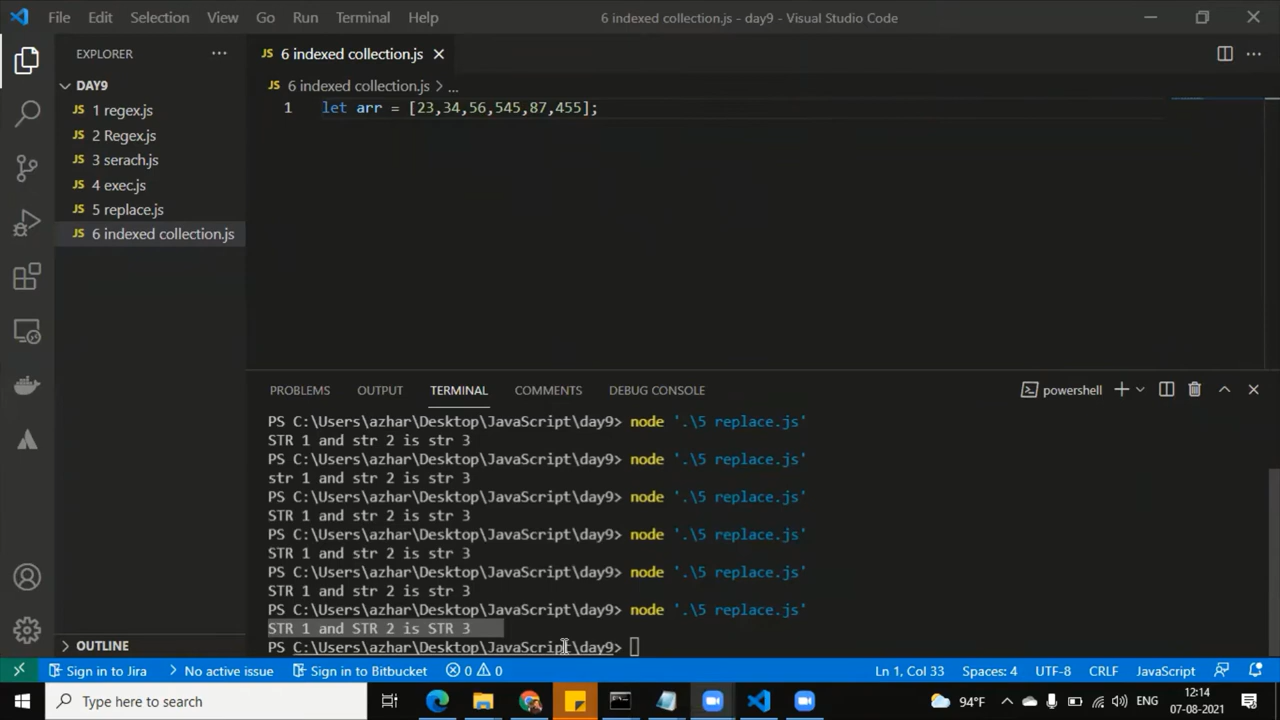 File Edit Selection View Go Run Terminal Help 6 indexed collection.js - day9 - Visual Studio Code
EXPLORER
DAY9
JS 1 regex.js
JS 2 Regex.js
JS 3 serach.js
JS 4 exec.js
JS 5 replace.js
JS 6 indexed collection.js
OUTLINE
JS 6 indexed collection.js
JS 6 indexed collection.js > ...
1 let arr = [23,34,56,545,87,455];
PROBLEMS OUTPUT TERMINAL COMMENTS DEBUG CONSOLE powershell
PS C:\Users\azhar\Desktop\JavaScript\day9> node '.\5 replace.js'
STR 1 and str 2 is str 3
PS C:\Users\azhar\Desktop\JavaScript\day9> node '.\5 replace.js'
str 1 and str 2 is str 3
PS C:\Users\azhar\Desktop\JavaScript\day9> node '.\5 replace.js'
STR 1 and str 2 is str 3
PS C:\Users\azhar\Desktop\JavaScript\day9> node '.\5 replace.js'
STR 1 and str 2 is str 3
PS C:\Users\azhar\Desktop\JavaScript\day9> node '.\5 replace.js'
STR 1 and str 2 is str 3
PS C:\Users\azhar\Desktop\JavaScript\day9> node '.\5 replace.js'
STR 1 and STR 2 is STR 3
PS C:\Users\azhar\Desktop\JavaScript\day9>
Sign in to Jira No active issue Sign in to Bitbucket 0 0 Ln 1, Col 33 Spaces: 4 UTF-8 CRLF JavaScript
Type here to search 94°F ENG 12:14
07-08-2021